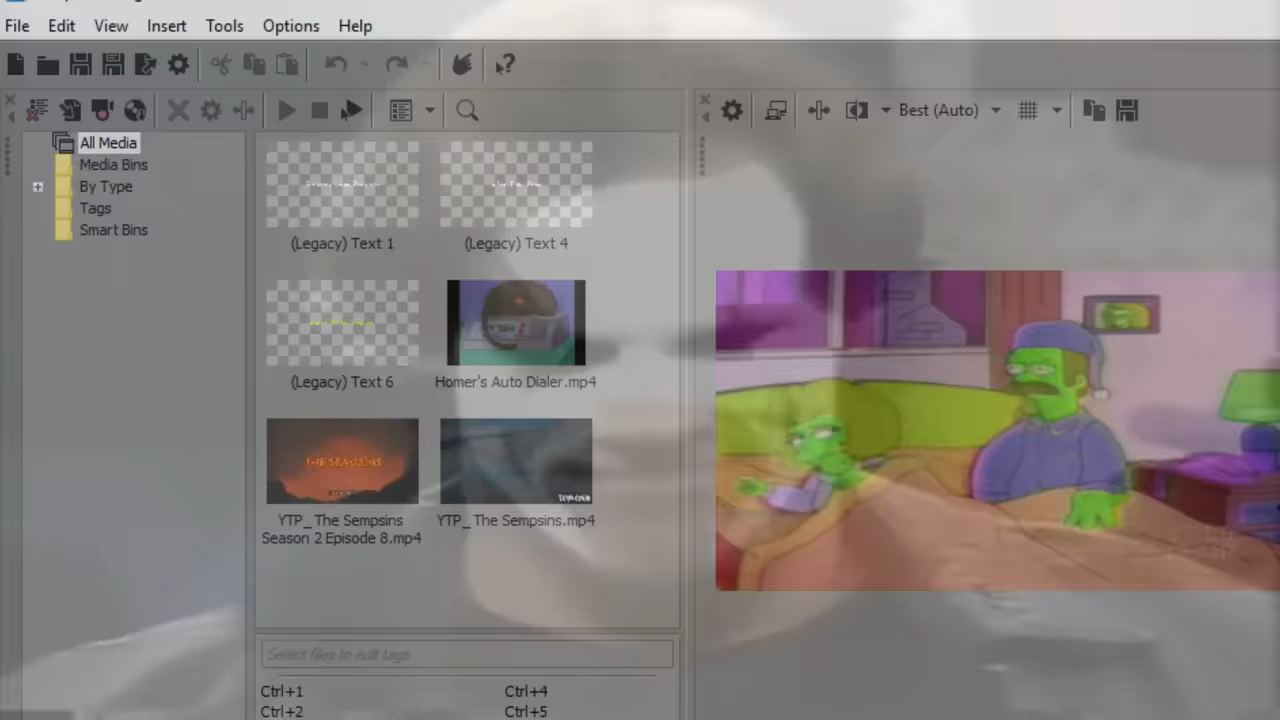 File Edit View Insert Tools Options Help
Best (Auto)
All Media
Media Bins
By Type
Tags
Smart Bins
(Legacy) Text 1
(Legacy) Text 4
(Legacy) Text 6
Homer's Auto Dialer.mp4
YTP_ The Sempsins
Season 2 Episode 8.mp4
YTP_ The Sempsins.mp4
Select files to edit tags
Ctrl+1
Ctrl+4
Ctrl+2
Ctrl+5